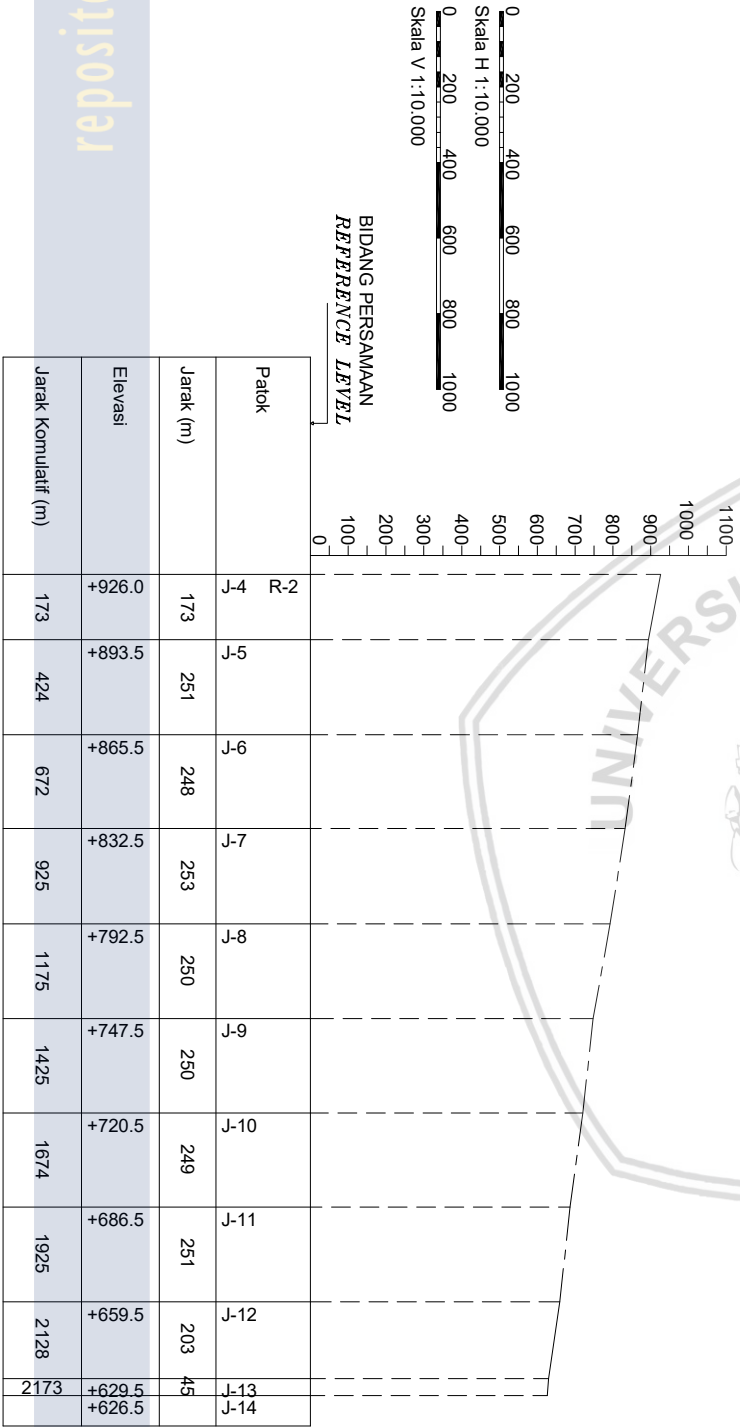 0 200 400 600 800 1000
Skala H 1:10.000
0 200 400 600 800 1000
Skala V 1:10.000
BIDANG PERSAMAAN
REFERENCE LEVEL
1100
1000
900
800
700
600
500
400
300
200
100
0
Patok J-4 R-2 J-5 J-6 J-7 J-8 J-9 J-10 J-11 J-12 J-13 J-14
Jarak (m) 173 251 248 253 250 250 249 251 203 45
Elevasi +926.0 +893.5 +865.5 +832.5 +792.5 +747.5 +720.5 +686.5 +659.5 +629.5 +626.5
Jarak Komulatif (m) 173 424 672 925 1175 1425 1674 1925 2128 2173